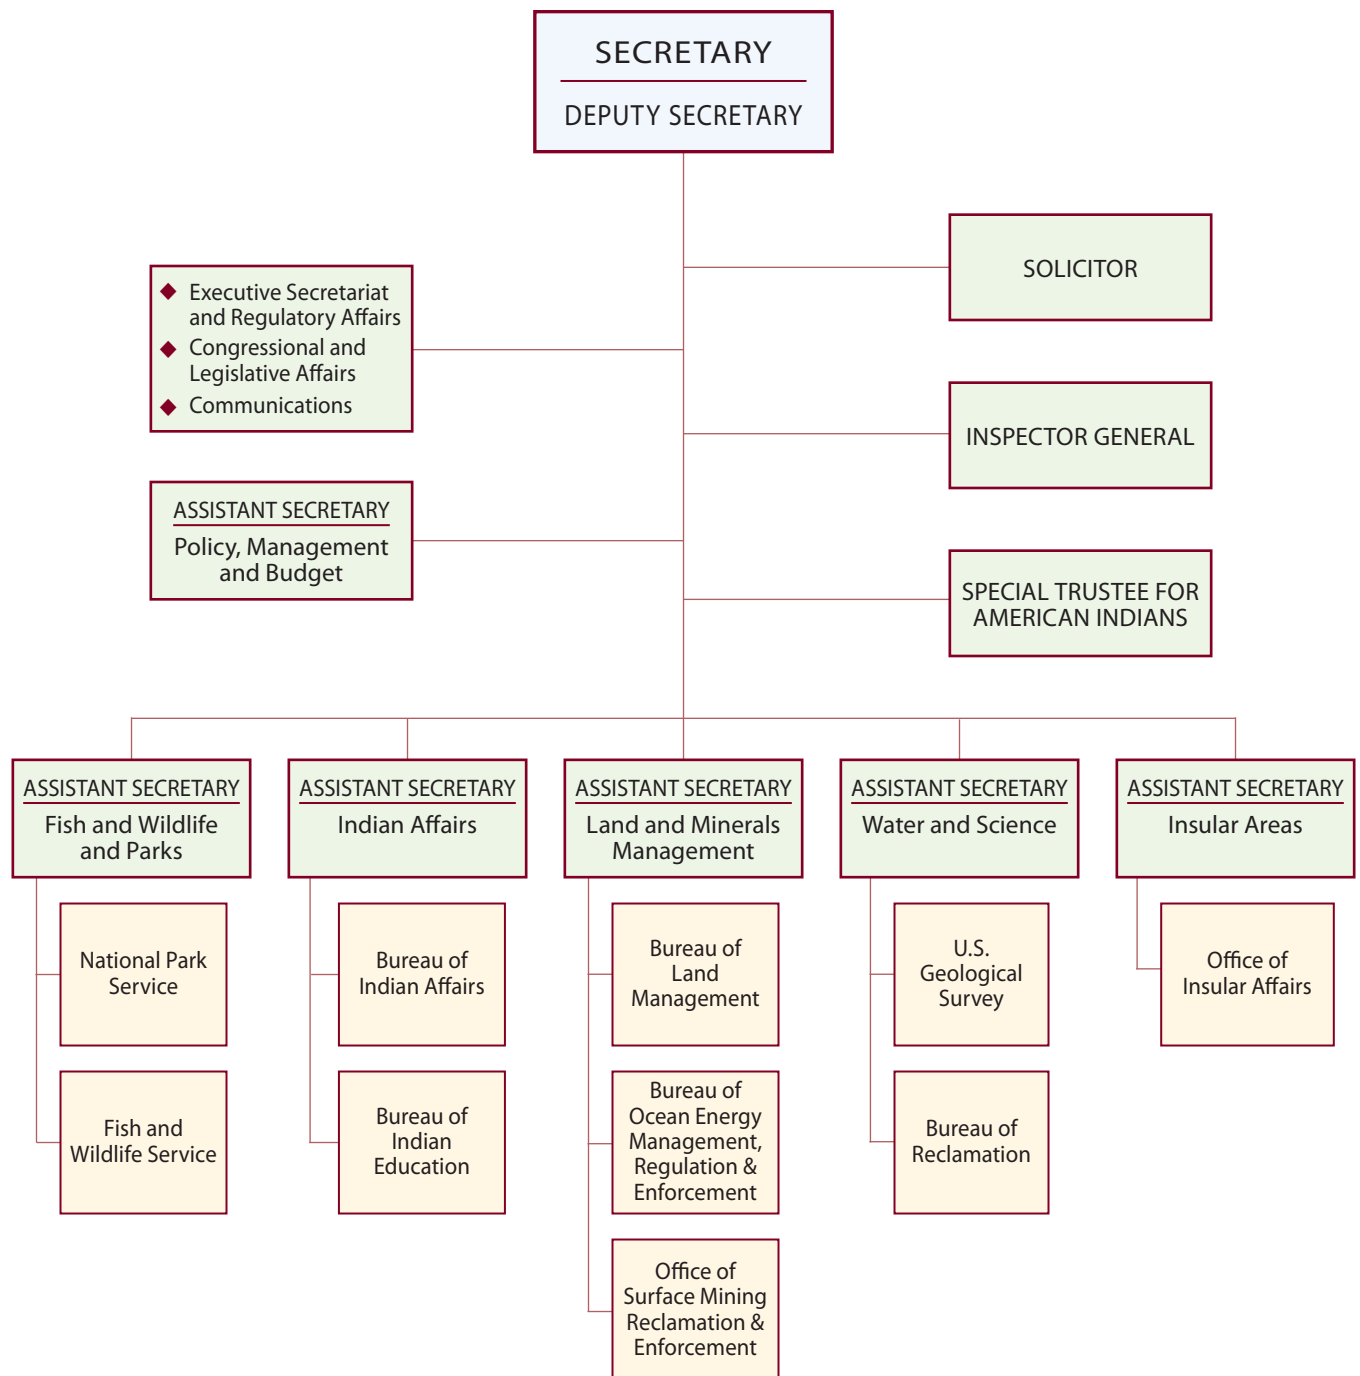 SECRETARY
DEPUTY SECRETARY
SOLICITOR
Executive Secretariat
and Regulatory Affairs
Congressional and
Legislative Affairs
Communications
INSPECTOR GENERAL
ASSISTANT SECRETARY
Policy, Management
and Budget
SPECIAL TRUSTEE FOR
AMERICAN INDIANS
ASSISTANT SECRETARY
Fish and Wildlife
and Parks
National Park
Service
Fish and
Wildlife Service
ASSISTANT SECRETARY
Indian Affairs
Bureau of
Indian Affairs
Bureau of
Indian
Education
ASSISTANT SECRETARY
Land and Minerals
Management
Bureau of
Land
Management
Bureau of
Ocean Energy
Management,
Regulation &
Enforcement
Office of
Surface Mining
Reclamation &
Enforcement
ASSISTANT SECRETARY
Water and Science
U.S.
Geological
Survey
Bureau of
Reclamation
ASSISTANT SECRETARY
Insular Areas
Office of
Insular Affairs